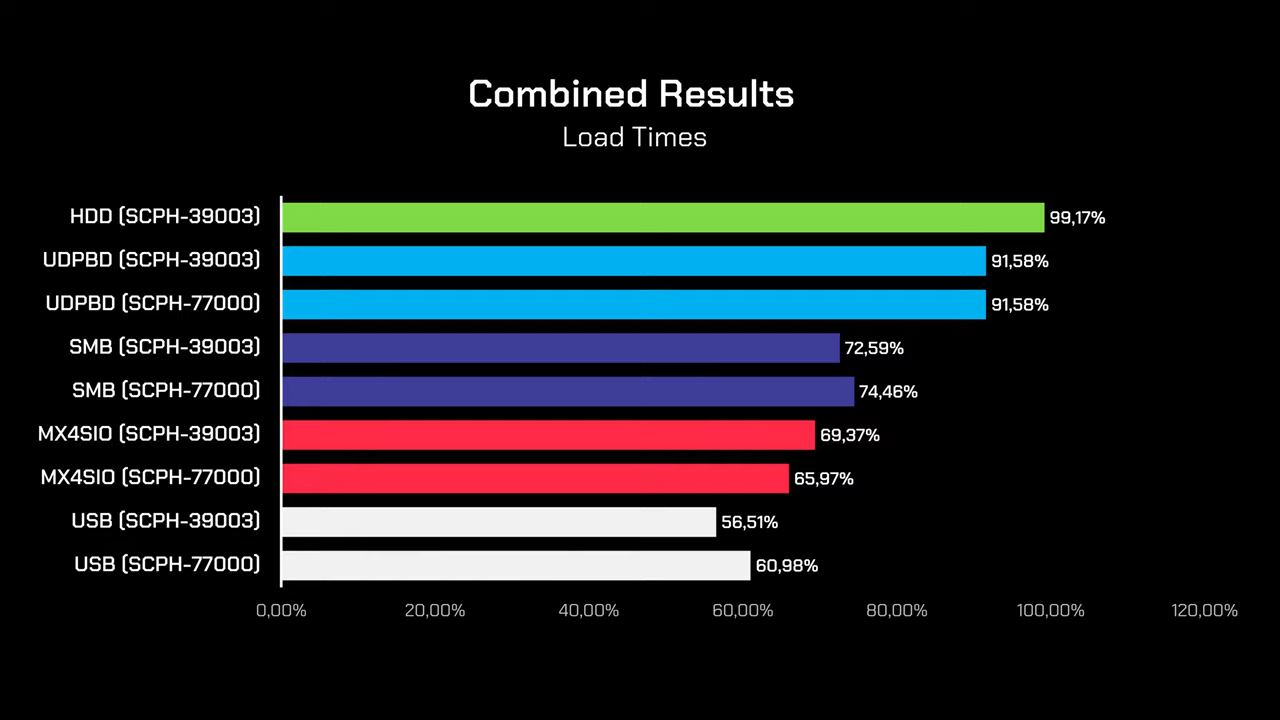 Combined Results
Load Times
HDD (SCPH-39003) 99,17%
UDPBD (SCPH-39003) 91,58%
UDPBD (SCPH-77000) 91,58%
SMB (SCPH-39003) 72,59%
SMB (SCPH-77000) 74,46%
MX4SIO (SCPH-39003) 69,37%
MX4SIO (SCPH-77000) 65,97%
USB (SCPH-39003) 56,51%
USB (SCPH-77000) 60,98%
0,00% 20,00% 40,00% 60,00% 80,00% 100,00% 120,00%